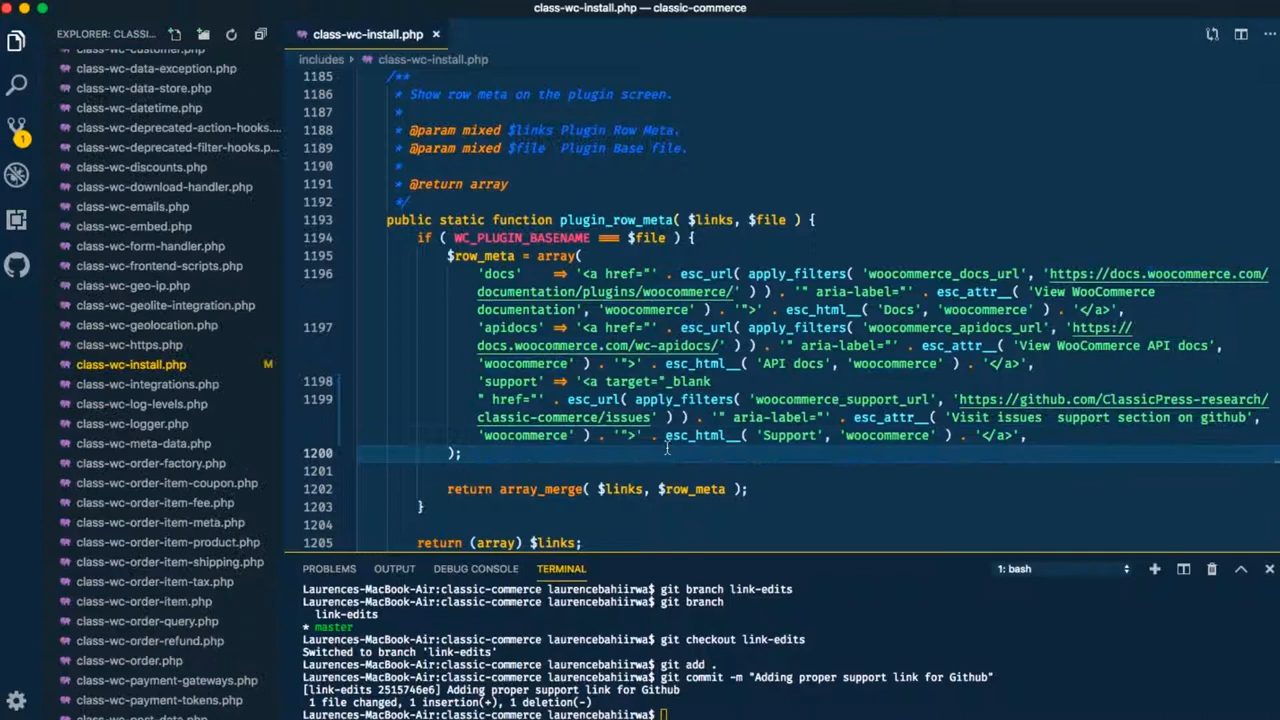 class-wc-install.php — classic-commerce
EXPLORER: CLASSI...
class-wc-install.php ×
includes
class-wc-install.php
class-wc-customer.php
class-wc-data-exception.php
class-wc-data-store.php
class-wc-datetime.php
class-wc-deprecated-action-hooks....
class-wc-deprecated-filter-hooks.p...
class-wc-discounts.php
class-wc-download-handler.php
class-wc-emails.php
class-wc-embed.php
class-wc-form-handler.php
class-wc-frontend-scripts.php
class-wc-geo-ip.php
class-wc-geolite-integration.php
class-wc-geolocation.php
class-wc-https.php
class-wc-install.php M
class-wc-integrations.php
class-wc-log-levels.php
class-wc-logger.php
class-wc-meta-data.php
class-wc-order-factory.php
class-wc-order-item-coupon.php
class-wc-order-item-fee.php
class-wc-order-item-meta.php
class-wc-order-item-product.php
class-wc-order-item-shipping.php
class-wc-order-item-tax.php
class-wc-order-item.php
class-wc-order-query.php
class-wc-order-refund.php
class-wc-order.php
class-wc-payment-gateways.php
class-wc-payment-tokens.php
class-wc-post-data.php
1
1185 /**
1186 * Show row meta on the plugin screen.
1187 *
1188 * @param mixed $links Plugin Row Meta.
1189 * @param mixed $file  Plugin Base file.
1190 *
1191 * @return array
1192 */
1193 public static function plugin_row_meta( $links, $file ) {
1194 if ( WC_PLUGIN_BASENAME === $file ) {
1195 $row_meta = array(
1196 'docs'    => '<a href="' . esc_url( apply_filters( 'woocommerce_docs_url', 'https://docs.woocommerce.com/
documentation/plugins/woocommerce/' ) ) . '" aria-label="' . esc_attr__( 'View WooCommerce
documentation', 'woocommerce' ) . '">' . esc_html__( 'Docs', 'woocommerce' ) . '</a>',
1197 'apidocs' => '<a href="' . esc_url( apply_filters( 'woocommerce_apidocs_url', 'https://
docs.woocommerce.com/wc-apidocs/' ) ) . '" aria-label="' . esc_attr__( 'View WooCommerce API docs',
'woocommerce' ) . '">' . esc_html__( 'API docs', 'woocommerce' ) . '</a>',
1198 'support' => '<a target="_blank
1199 " href="' . esc_url( apply_filters( 'woocommerce_support_url', 'https://github.com/ClassicPress-research/
classic-commerce/issues' ) ) . '" aria-label="' . esc_attr__( 'Visit issues  support section on github',
'woocommerce' ) . '">' . esc_html__( 'Support', 'woocommerce' ) . '</a>',
1200 );
1201
1202 return array_merge( $links, $row_meta );
1203 }
1204
1205 return (array) $links;
PROBLEMS OUTPUT DEBUG CONSOLE TERMINAL 1: bash
Laurences-MacBook-Air:classic-commerce laurencebahiirwa$ git branch link-edits
Laurences-MacBook-Air:classic-commerce laurencebahiirwa$ git branch
link-edits
* master
Laurences-MacBook-Air:classic-commerce laurencebahiirwa$ git checkout link-edits
Switched to branch 'link-edits'
Laurences-MacBook-Air:classic-commerce laurencebahiirwa$ git add .
Laurences-MacBook-Air:classic-commerce laurencebahiirwa$ git commit -m "Adding proper support link for Github"
[link-edits 2515746e6] Adding proper support link for Github
1 file changed, 1 insertion(+), 1 deletion(-)
Laurences-MacBook-Air:classic-commerce laurencebahiirwa$